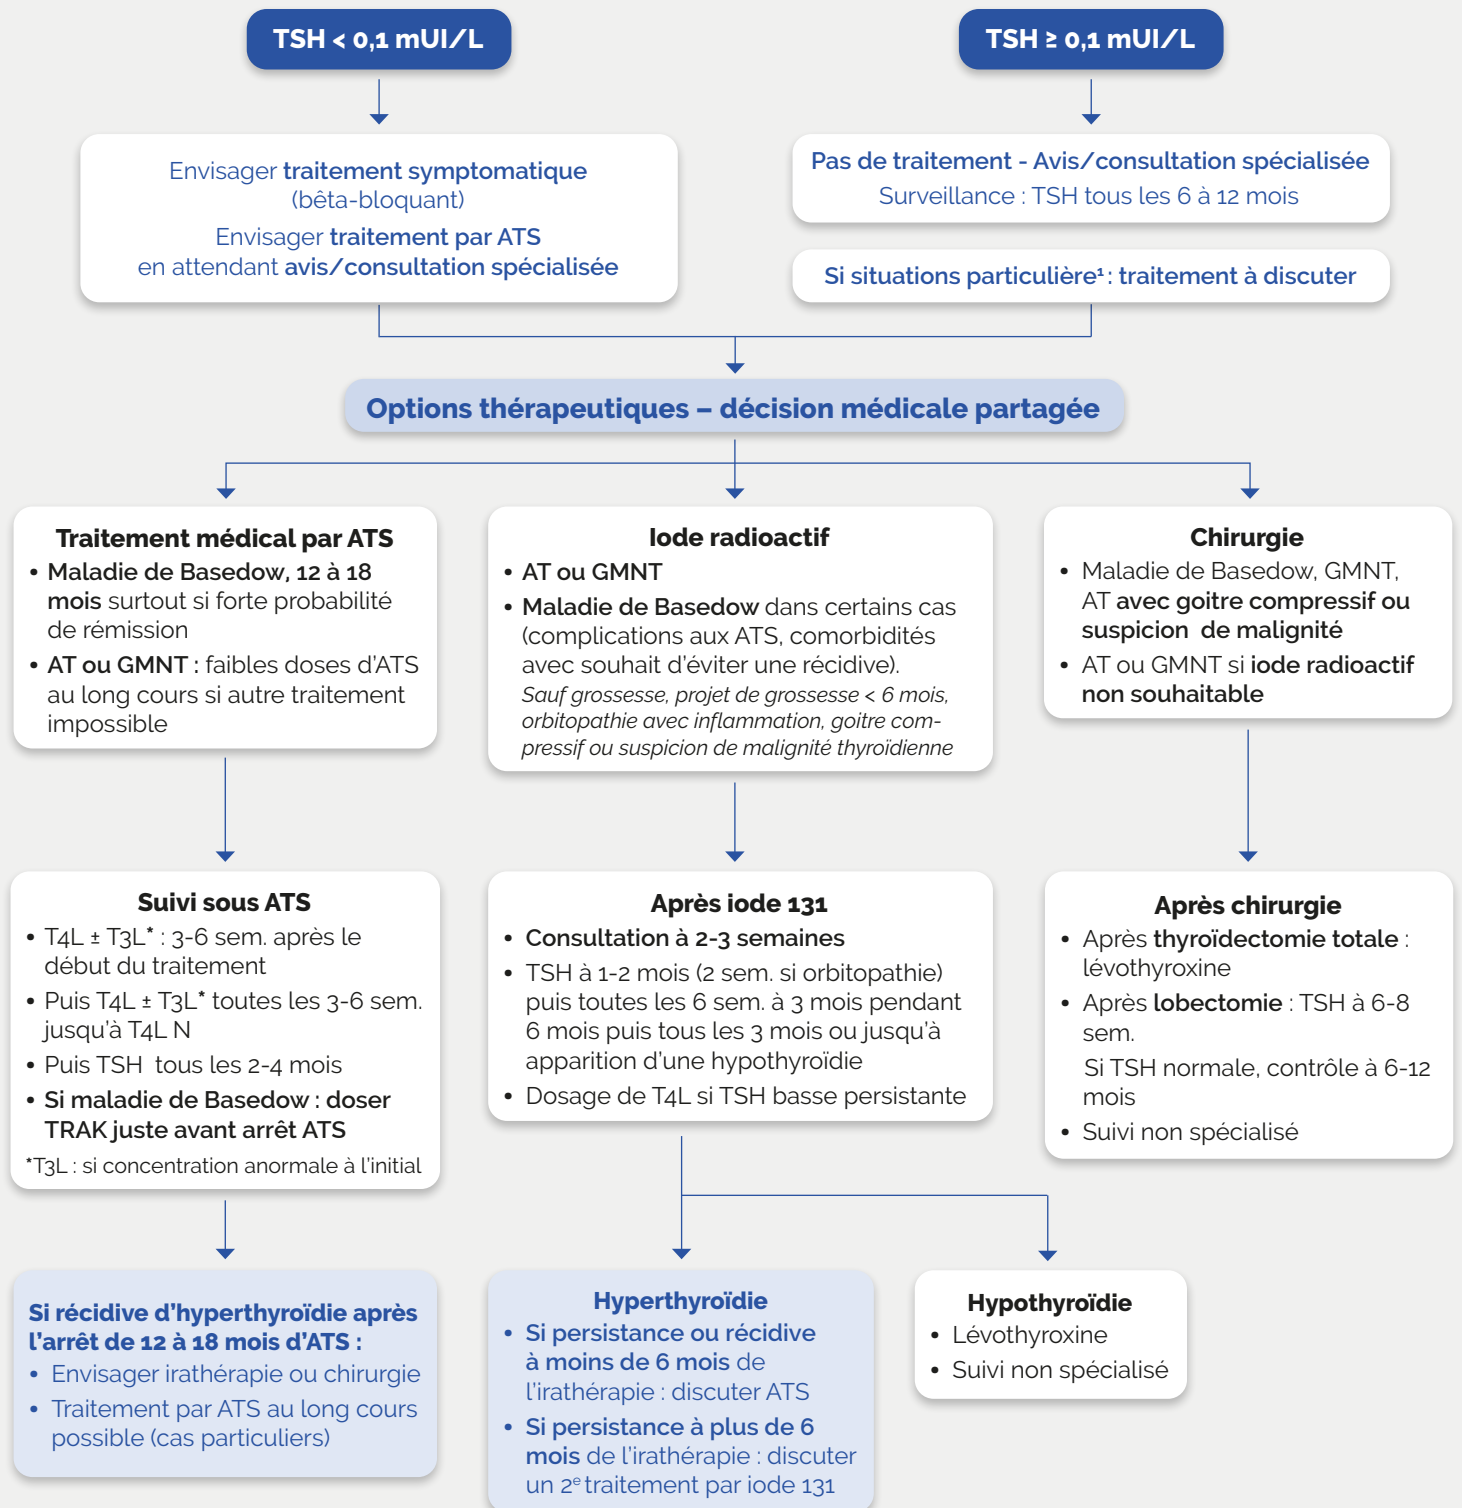 TSH < 0,1 mUI/L
TSH ≥ 0,1 mUI/L
Envisager traitement symptomatique
(bêta-bloquant)
Envisager traitement par ATS
en attendant avis/consultation spécialisée
Pas de traitement - Avis/consultation spécialisée
Surveillance : TSH tous les 6 à 12 mois
Si situations particulière¹ : traitement à discuter
Options thérapeutiques – décision médicale partagée
Traitement médical par ATS
• Maladie de Basedow, 12 à 18
mois surtout si forte probabilité
de rémission
• AT ou GMNT : faibles doses d'ATS
au long cours si autre traitement
impossible
Iode radioactif
• AT ou GMNT
• Maladie de Basedow dans certains cas
(complications aux ATS, comorbidités
avec souhait d'éviter une récidive).
Sauf grossesse, projet de grossesse < 6 mois,
orbitopathie avec inflammation, goitre com-
pressif ou suspicion de malignité thyroïdienne
Chirurgie
• Maladie de Basedow, GMNT,
AT avec goitre compressif ou
suspicion de malignité
• AT ou GMNT si iode radioactif
non souhaitable
Suivi sous ATS
• T4L ± T3L* : 3-6 sem. après le
début du traitement
• Puis T4L ± T3L* toutes les 3-6 sem.
jusqu'à T4L N
• Puis TSH tous les 2-4 mois
• Si maladie de Basedow : doser
TRAK juste avant arrêt ATS
*T3L : si concentration anormale à l'initial
Après iode 131
• Consultation à 2-3 semaines
• TSH à 1-2 mois (2 sem. si orbitopathie)
puis toutes les 6 sem. à 3 mois pendant
6 mois puis tous les 3 mois ou jusqu'à
apparition d'une hypothyroïdie
• Dosage de T4L si TSH basse persistante
Après chirurgie
• Après thyroïdectomie totale :
lévothyroxine
• Après lobectomie : TSH à 6-8
sem.
Si TSH normale, contrôle à 6-12
mois
• Suivi non spécialisé
Si récidive d'hyperthyroïdie après
l'arrêt de 12 à 18 mois d'ATS :
• Envisager irathérapie ou chirurgie
• Traitement par ATS au long cours
possible (cas particuliers)
Hyperthyroïdie
• Si persistance ou récidive
à moins de 6 mois de
l'irathérapie : discuter ATS
• Si persistance à plus de 6
mois de l'irathérapie : discuter
un 2e traitement par iode 131
Hypothyroïdie
• Lévothyroxine
• Suivi non spécialisé